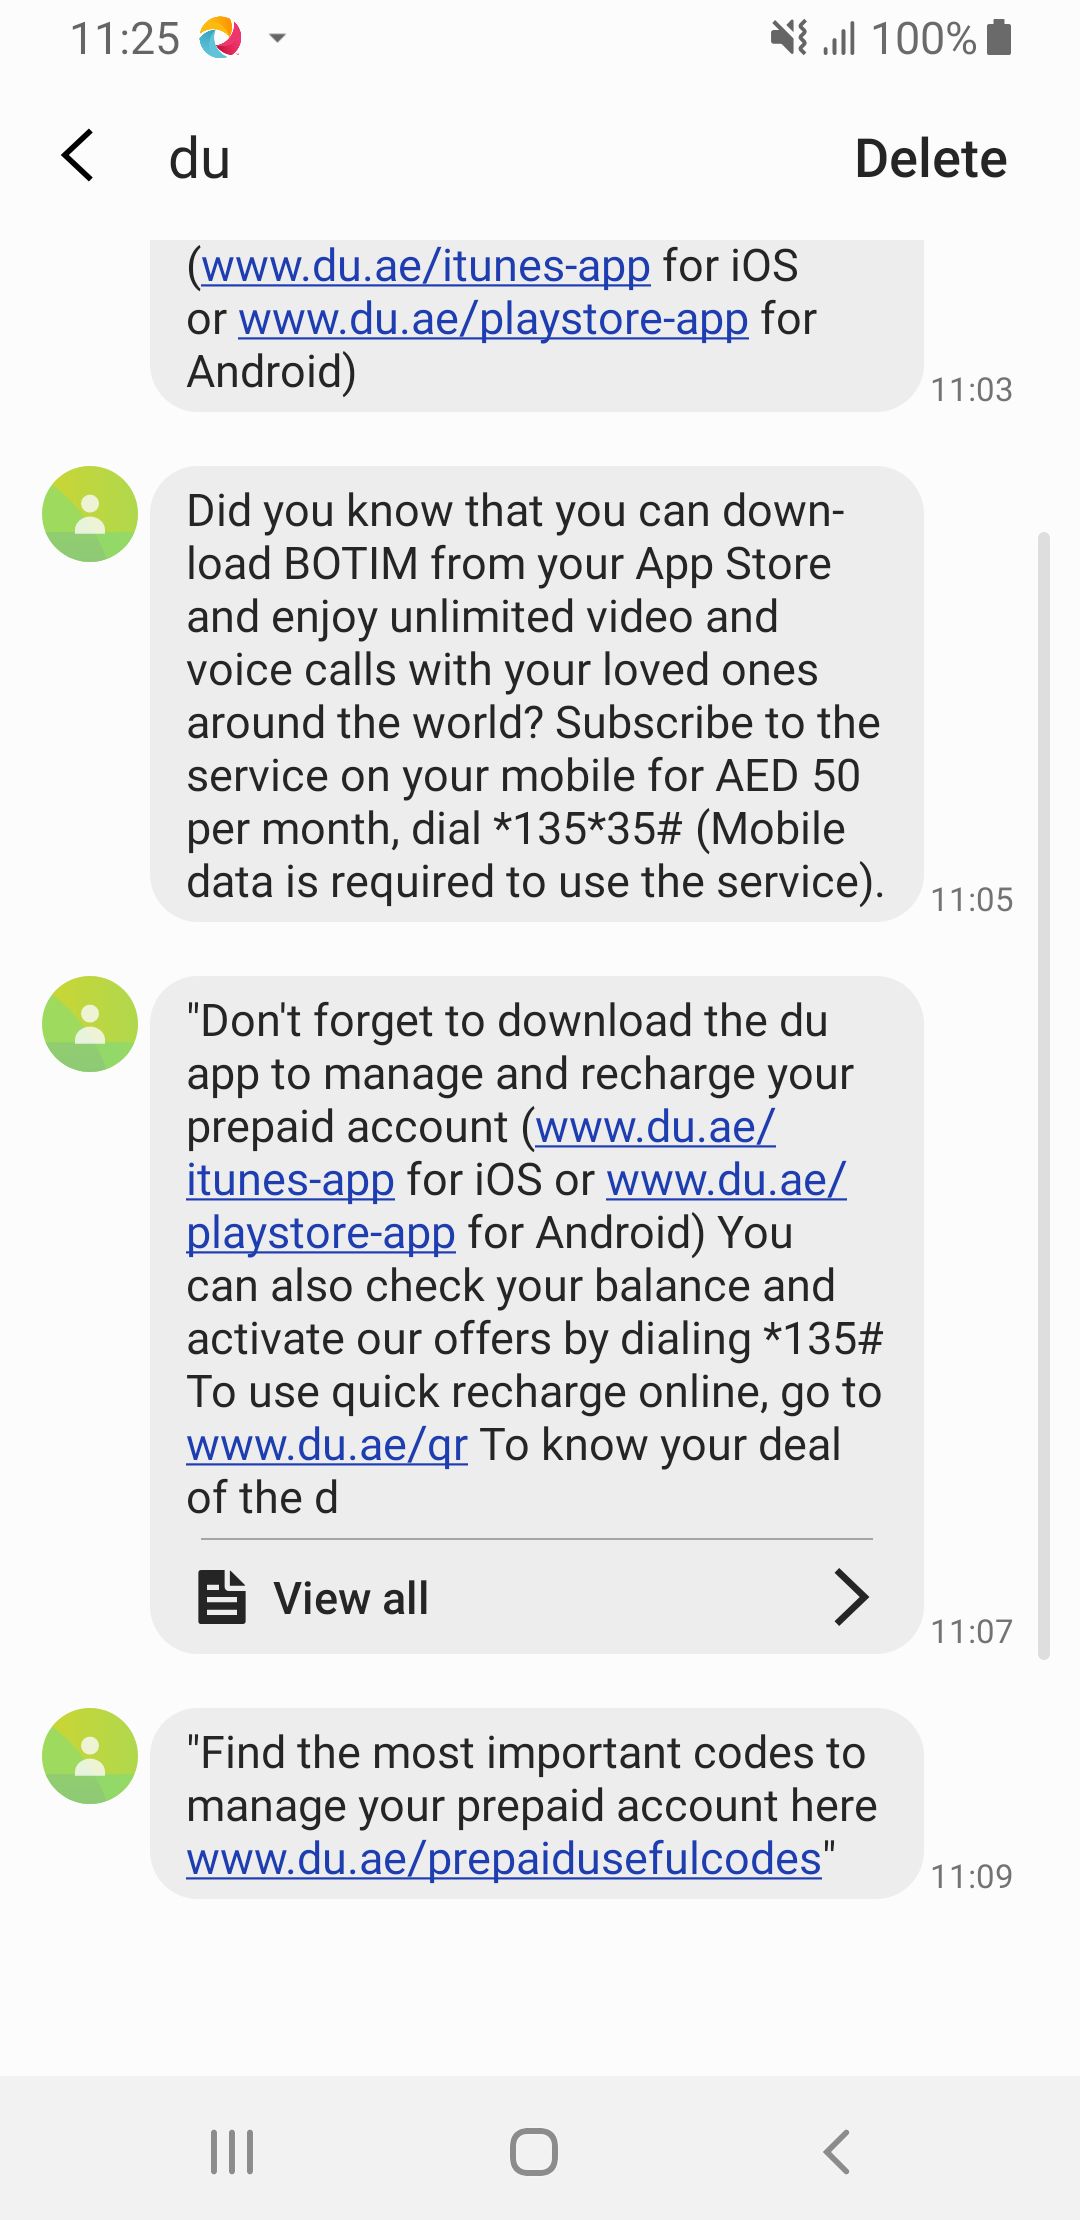 11:25
100%
du
Delete
(www.du.ae/itunes-app for iOS
or www.du.ae/playstore-app for
Android)
11:03
Did you know that you can down-
load BOTIM from your App Store
and enjoy unlimited video and
voice calls with your loved ones
around the world? Subscribe to the
service on your mobile for AED 50
per month, dial *135*35# (Mobile
data is required to use the service).
11:05
"Don't forget to download the du
app to manage and recharge your
prepaid account (www.du.ae/
itunes-app for iOS or www.du.ae/
playstore-app for Android) You
can also check your balance and
activate our offers by dialing *135#
To use quick recharge online, go to
www.du.ae/qr To know your deal
of the d
View all
11:07
"Find the most important codes to
manage your prepaid account here
www.du.ae/prepaidusefulcodes"
11:09